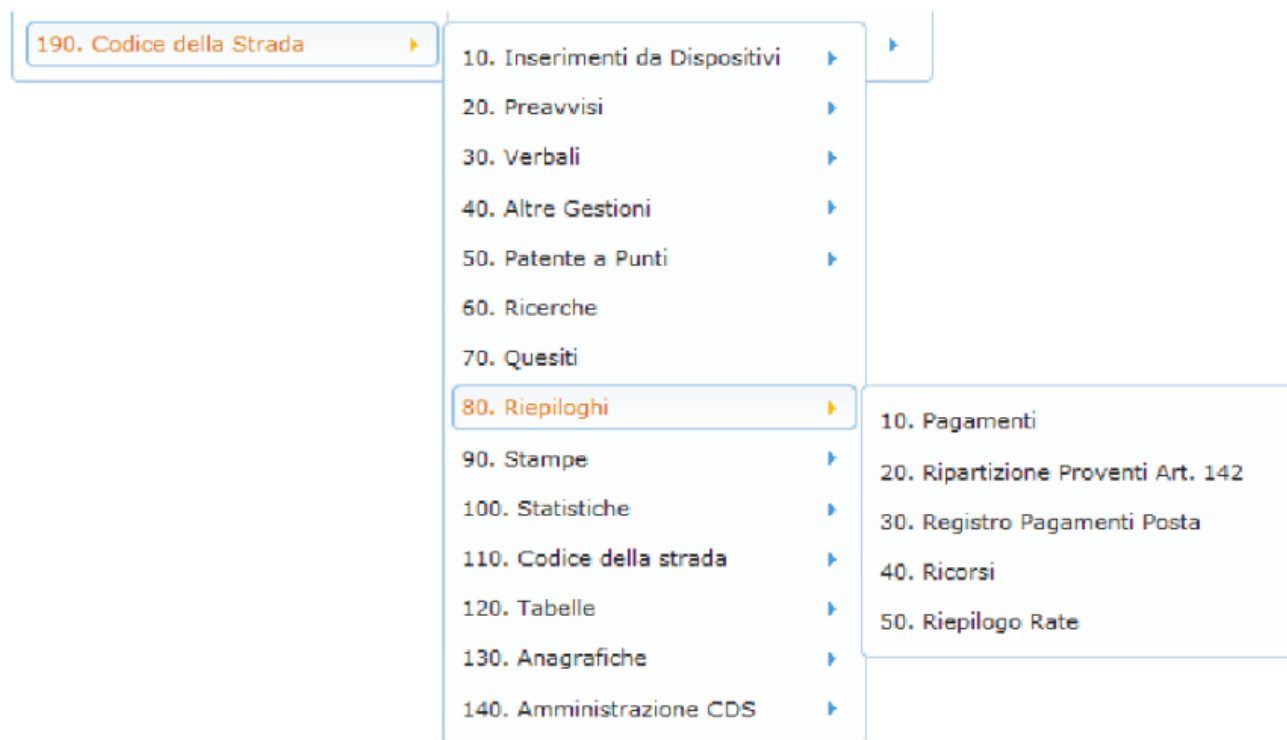 190. Codice della Strada
10. Inserimenti da Dispositivi
20. Preavvisi
30. Verbali
40. Altre Gestioni
50. Patente a Punti
60. Ricerche
70. Quesiti
80. Riepiloghi
90. Stampe
100. Statistiche
110. Codice della strada
120. Tabelle
130. Anagrafiche
140. Amministrazione CDS
10. Pagamenti
20. Ripartizione Proventi Art. 142
30. Registro Pagamenti Posta
40. Ricorsi
50. Riepilogo Rate